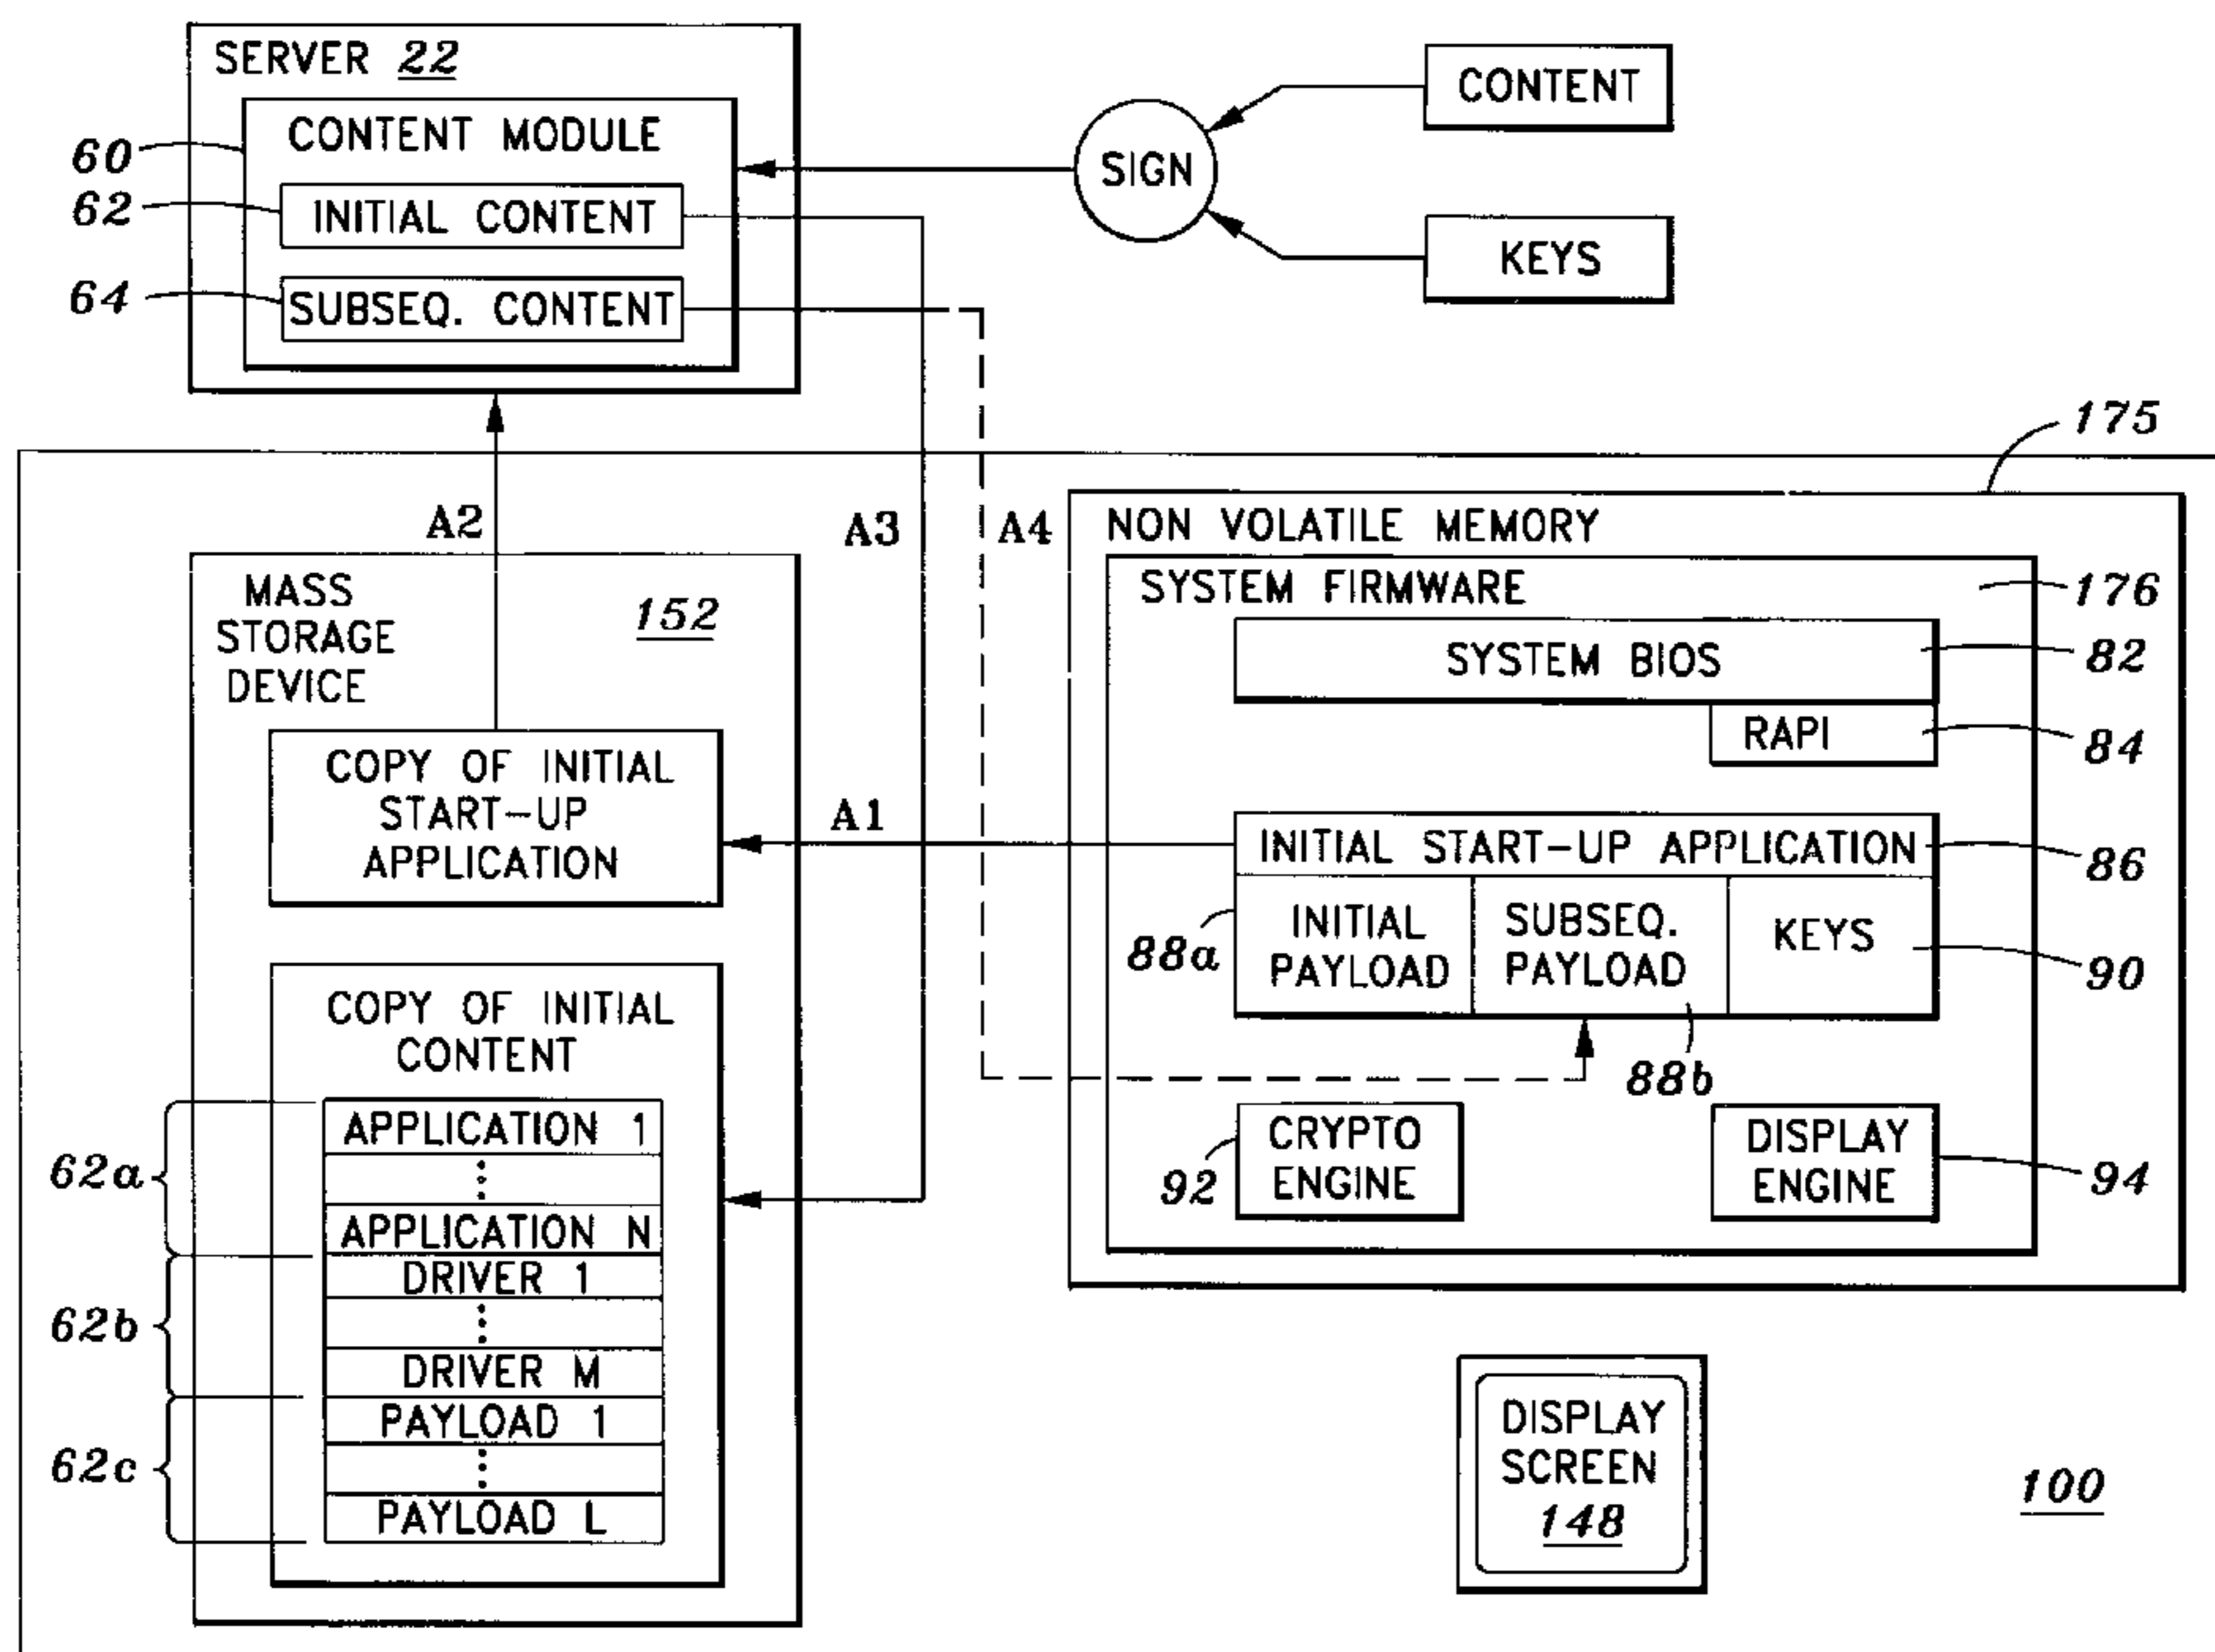 SERVER 22
CONTENT MODULE
60
62
INITIAL CONTENT
64
SUBSEQ. CONTENT
SIGN
CONTENT
KEYS
175
A2
A3
A4
NON VOLATILE MEMORY
SYSTEM FIRMWARE
176
SYSTEM BIOS
82
RAPI
84
MASS
STORAGE
DEVICE
152
COPY OF INITIAL
START-UP
APPLICATION
A1
INITIAL START-UP APPLICATION
86
88a
INITIAL
PAYLOAD
SUBSEQ.
PAYLOAD
KEYS
90
88b
COPY OF INITIAL
CONTENT
62a
APPLICATION 1
APPLICATION N
62b
DRIVER 1
DRIVER M
62c
PAYLOAD 1
PAYLOAD L
92
CRYPTO
ENGINE
DISPLAY
ENGINE
94
DISPLAY
SCREEN
148
100